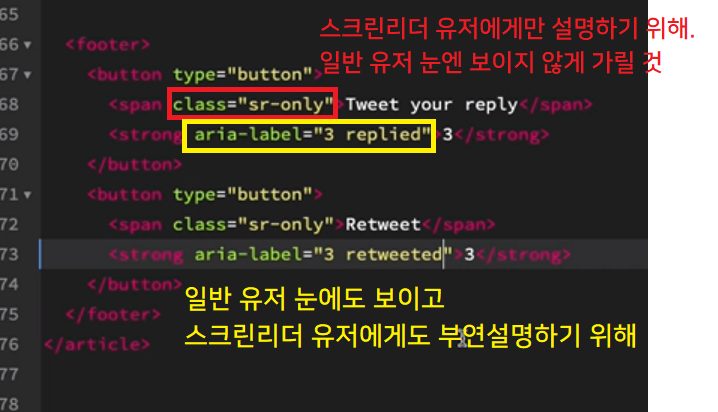 65
스크린리더 유저에게만 설명하기 위해.
66 <footer>
일반 유저 눈엔 보이지 않게 가릴 것
67 <button type="button">
68 <span class="sr-only">Tweet your reply</span>
69 <strong aria-label="3 replied">3</strong>
70 </button>
71 <button type="button">
72 <span class="sr-only">Retweet</span>
73 <strong aria-label="3 retweeted">3</strong>
74 </button>
일반 유저 눈에도 보이고
75 </footer>
스크린리더 유저에게도 부연설명하기 위해
76 </article>
77
78